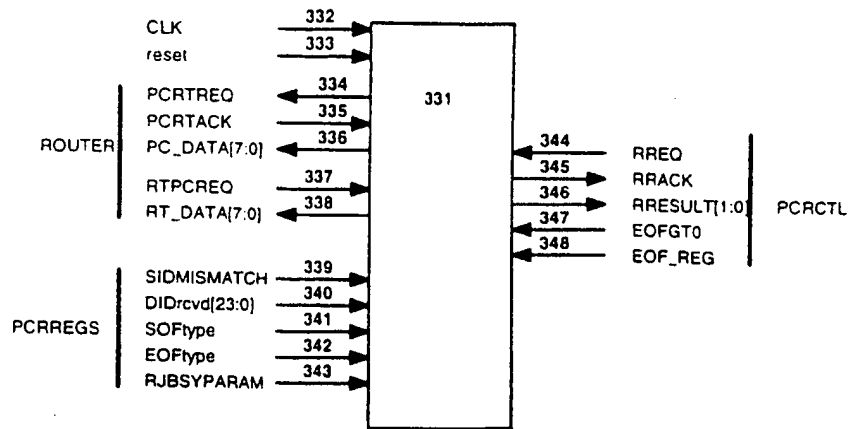 CLK 332
reset 333
PCRTREQ 334
331
PCRTACK 335
ROUTER
PC_DATA[7:0] 336
344 RREQ
RTPCREQ 337
345 RRACK
RT_DATA[7:0] 338
346 RRESULT[1:0]
PCRCTL
347 EOFGT0
348 EOF_REG
SIDMISMATCH 339
DIDrcvd[23:0] 340
PCRREGS
SOFtype 341
EOFtype 342
RJBSYPARAM 343